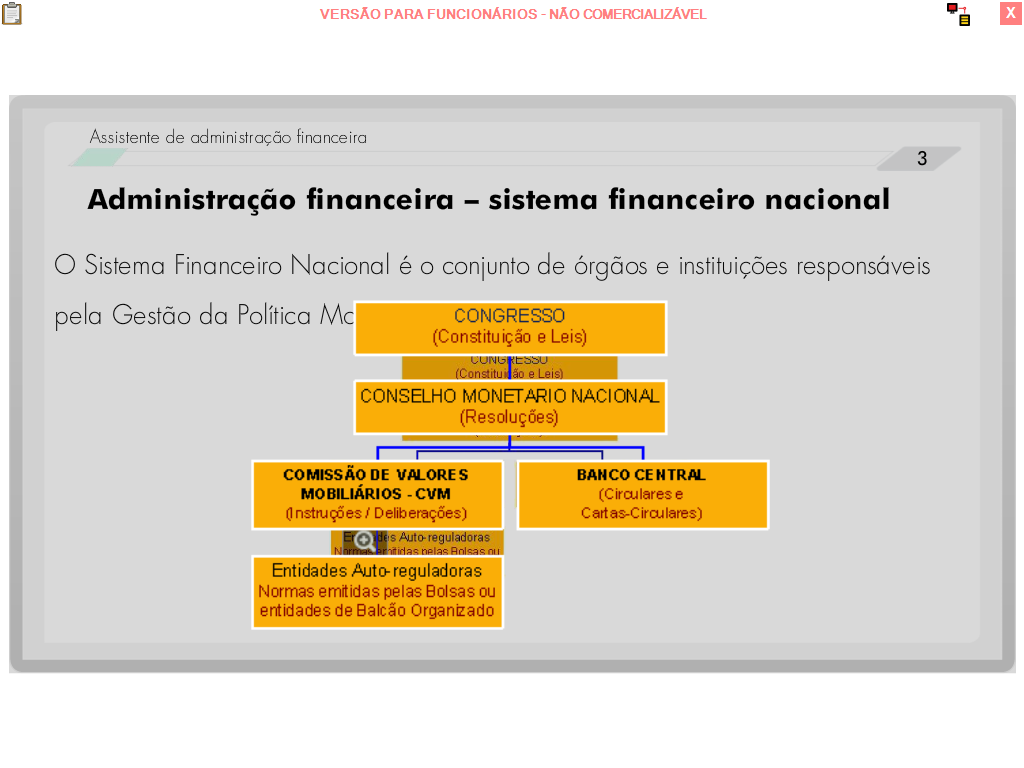 VERSÃO PARA FUNCIONÁRIOS - NÃO COMERCIALIZÁVEL
X
Assistente de administração financeira
3
Administração financeira – sistema financeiro nacional
O Sistema Financeiro Nacional é o conjunto de órgãos e instituições responsáveis
pela Gestão da Política
CONGRESSO
(Constituição e Leis)
CONGRESSO
(Constituição e Leis)
CONSELHO MONETARIO NACIONAL
(Resoluções)
COMISSÃO DE VALORES
MOBILIÁRIOS - CVM
(Instruções / Deliberações)
BANCO CENTRAL
(Circulares e
Cartas-Circulares)
Entidades Auto-reguladoras
Normas emitidas pelas Bolsas ou
Entidades Auto-reguladoras
Normas emitidas pelas Bolsas ou
entidades de Balcão Organizado